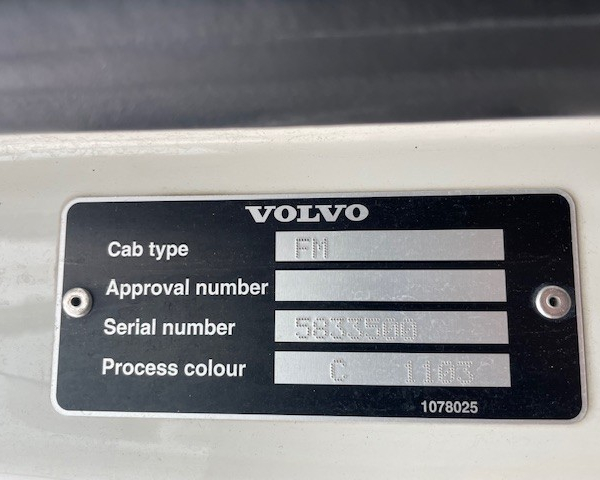 VOLVO
Cab type FM
Approval number
Serial number 5833500
Process colour C 1103
1078025